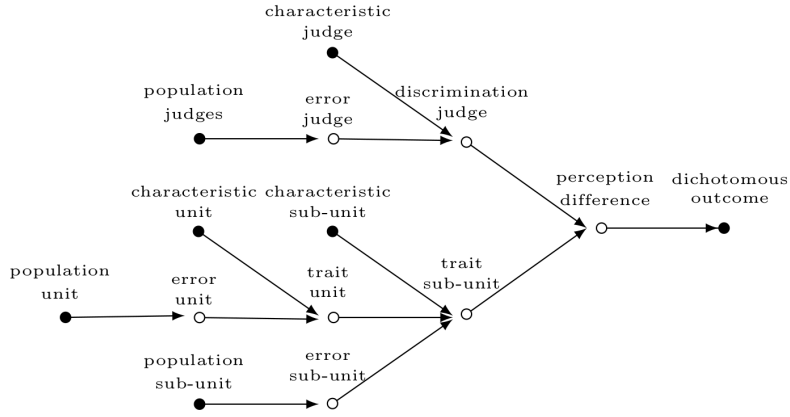 characteristic
judge
population
judges
error
judge
discrimination
judge
characteristic
unit
characteristic
sub-unit
perception
difference
dichotomous
outcome
population
unit
error
unit
trait
unit
trait
sub-unit
population
sub-unit
error
sub-unit